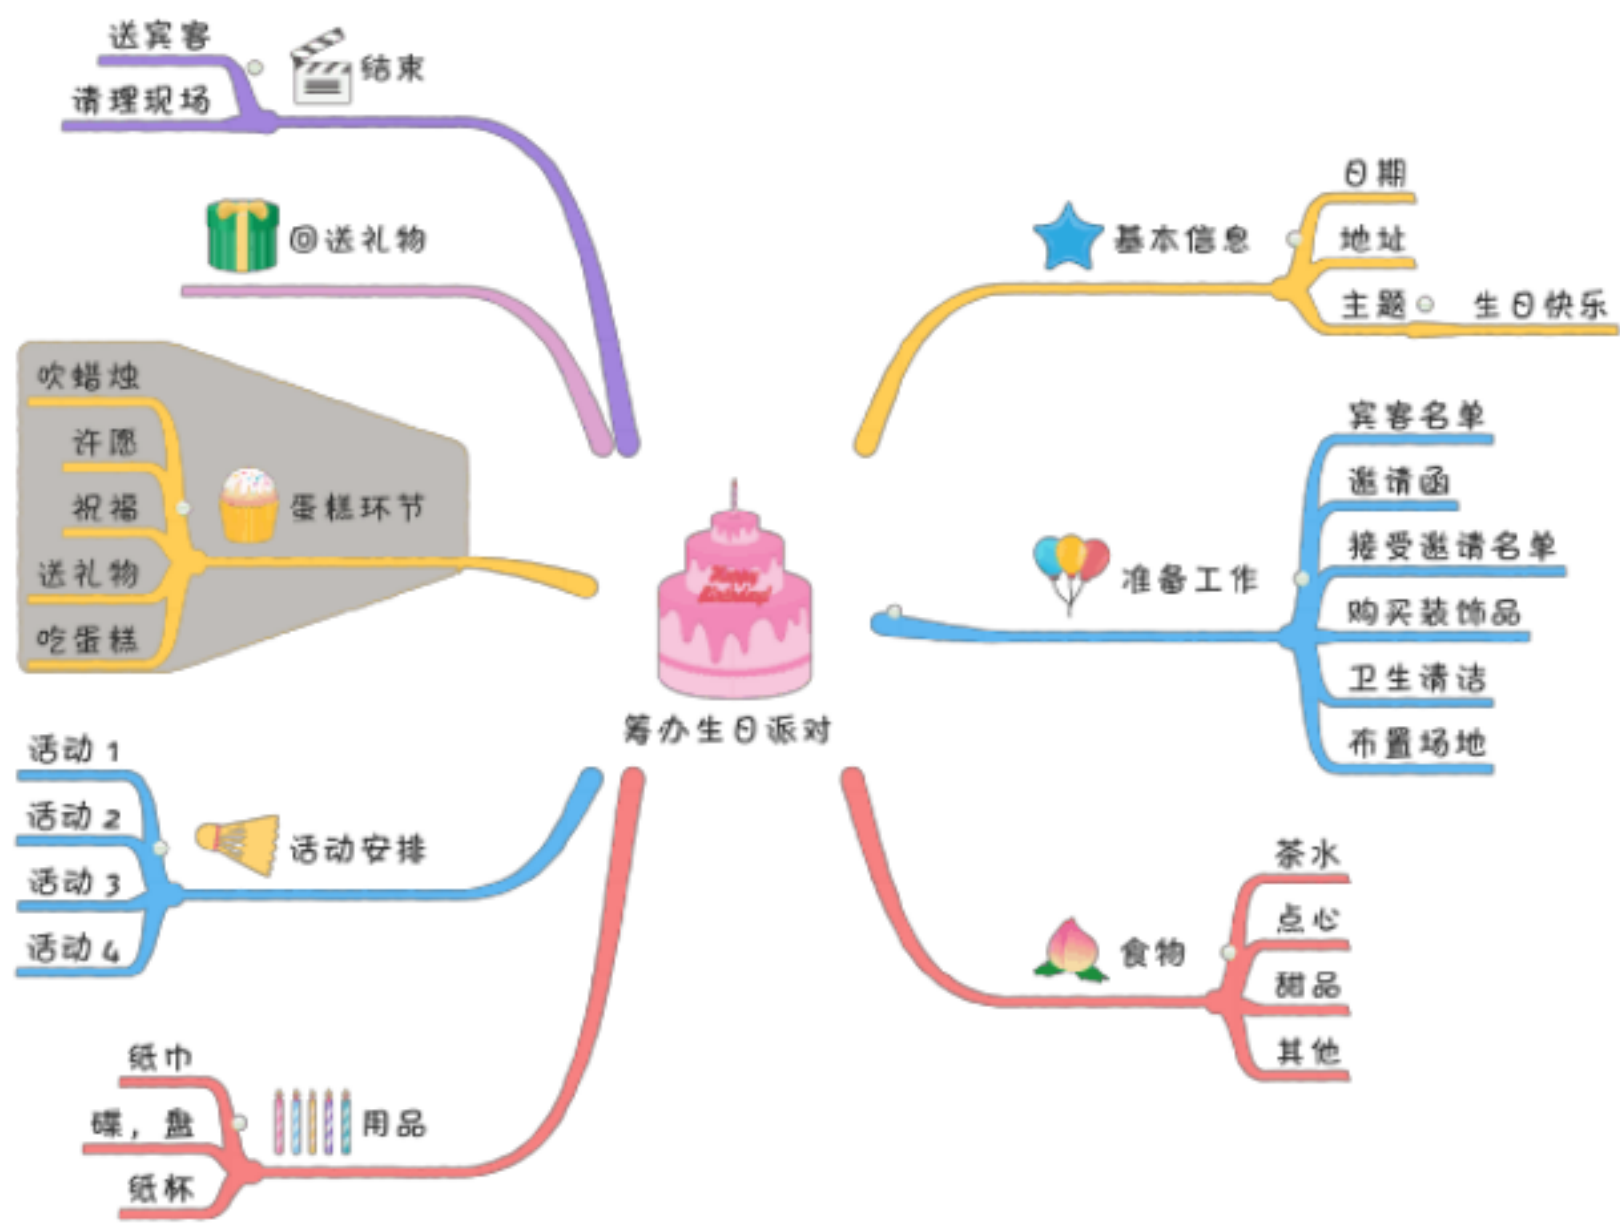 筹办生日派对
基本信息
日期
地址
主题
生日快乐
准备工作
宾客名单
邀请函
接受邀请名单
购买装饰品
卫生请洁
布置场地
食物
茶水
点心
甜品
其他
用品
纸巾
碟，盘
纸杯
活动安排
活动 1
活动 2
活动 3
活动 4
蛋糕环节
吹蜡烛
许愿
祝福
送礼物
吃蛋糕
回送礼物
结束
送宾客
请理现场